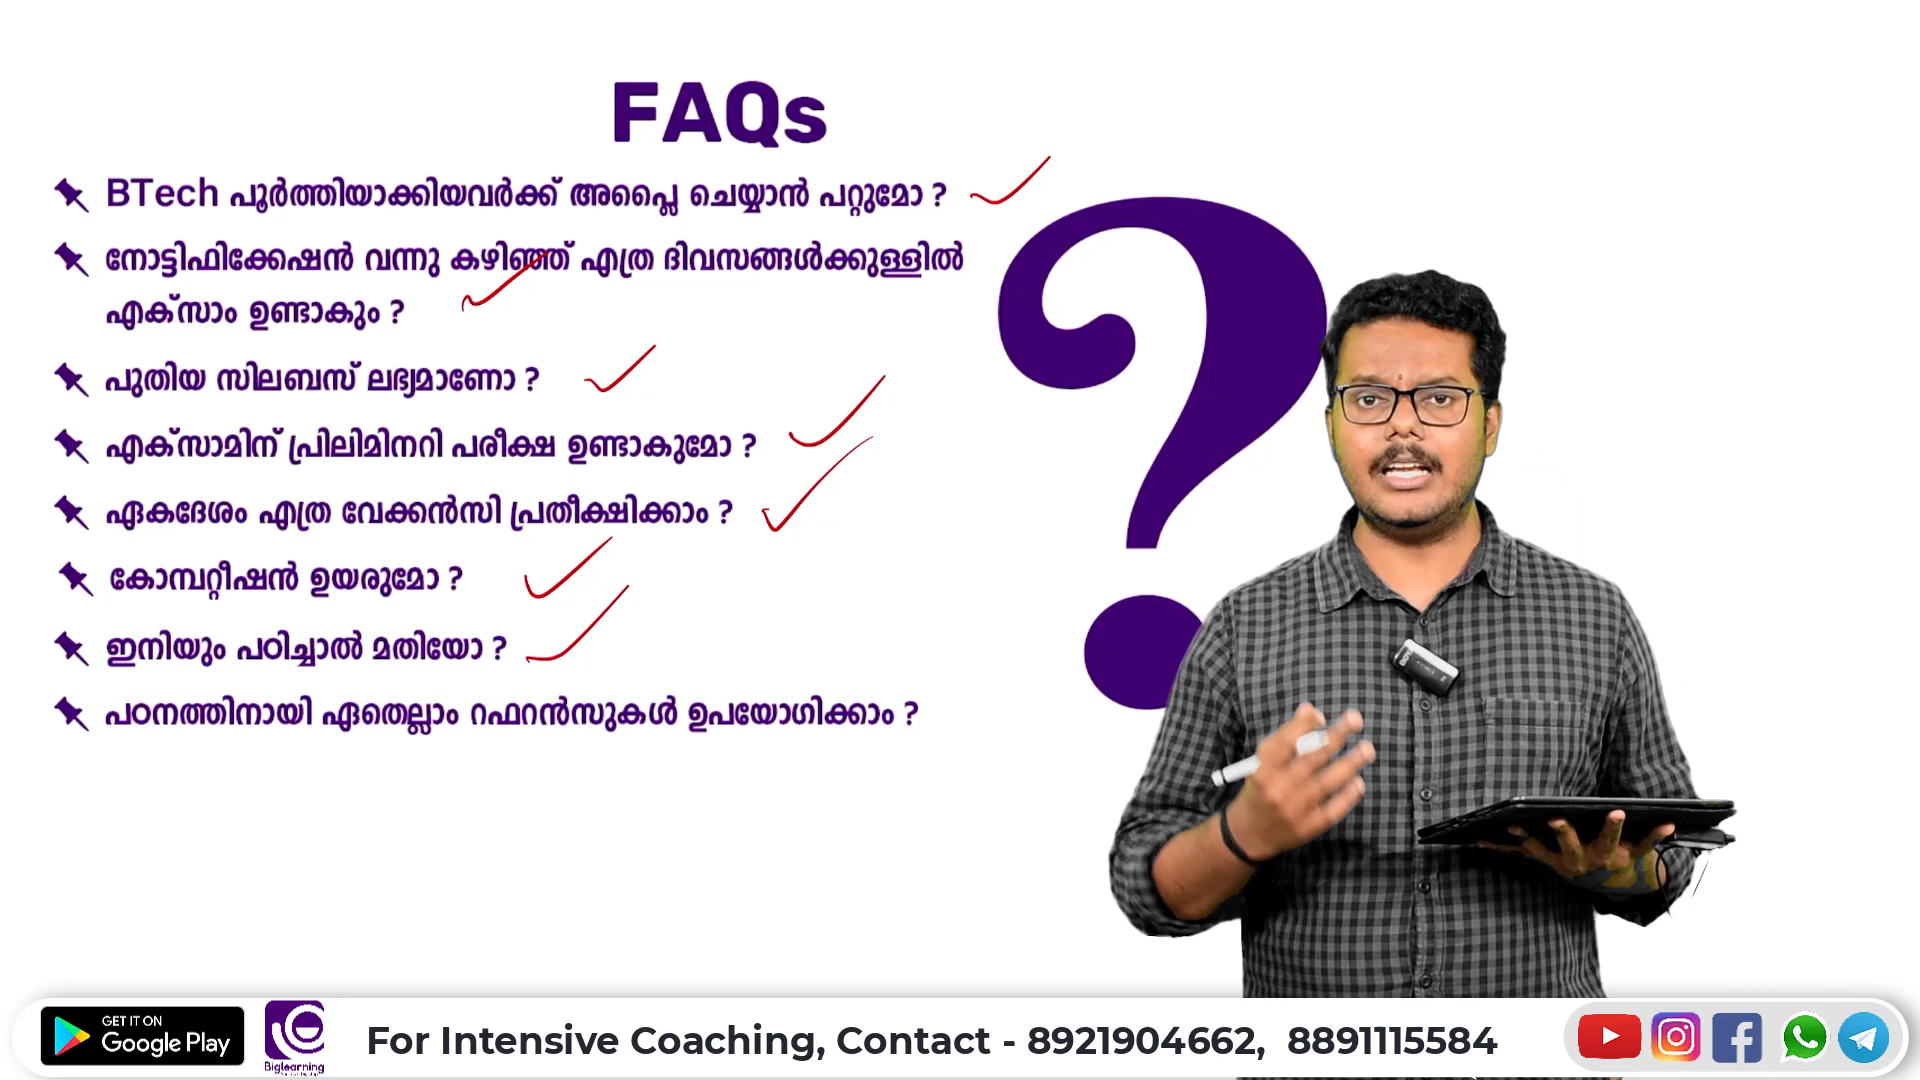 FAQs
BTech പൂർത്തിയാക്കിയവർക്ക് അപ്ലൈ ചെയ്യാൻ പറ്റുമോ ?
നോട്ടിഫിക്കേഷൻ വന്നു കഴിഞ്ഞ് എത്ര ദിവസങ്ങൾക്കുള്ളിൽ
എക്സാം ഉണ്ടാകും ?
പുതിയ സിലബസ് ലഭ്യമാണോ ?
എക്സാമിന് പ്രിലിമിനറി പരീക്ഷ ഉണ്ടാകുമോ ?
ഏകദേശം എത്ര വേക്കൻസി പ്രതീക്ഷിക്കാം ?
കോമ്പറ്റീഷൻ ഉയരുമോ ?
ഇനിയും പഠിച്ചാൽ മതിയോ ?
പഠനത്തിനായി ഏതെല്ലാം റഫറൻസുകൾ ഉപയോഗിക്കാം ?
GET IT ON
Google Play
Biglearning
For Intensive Coaching, Contact - 8921904662, 8891115584